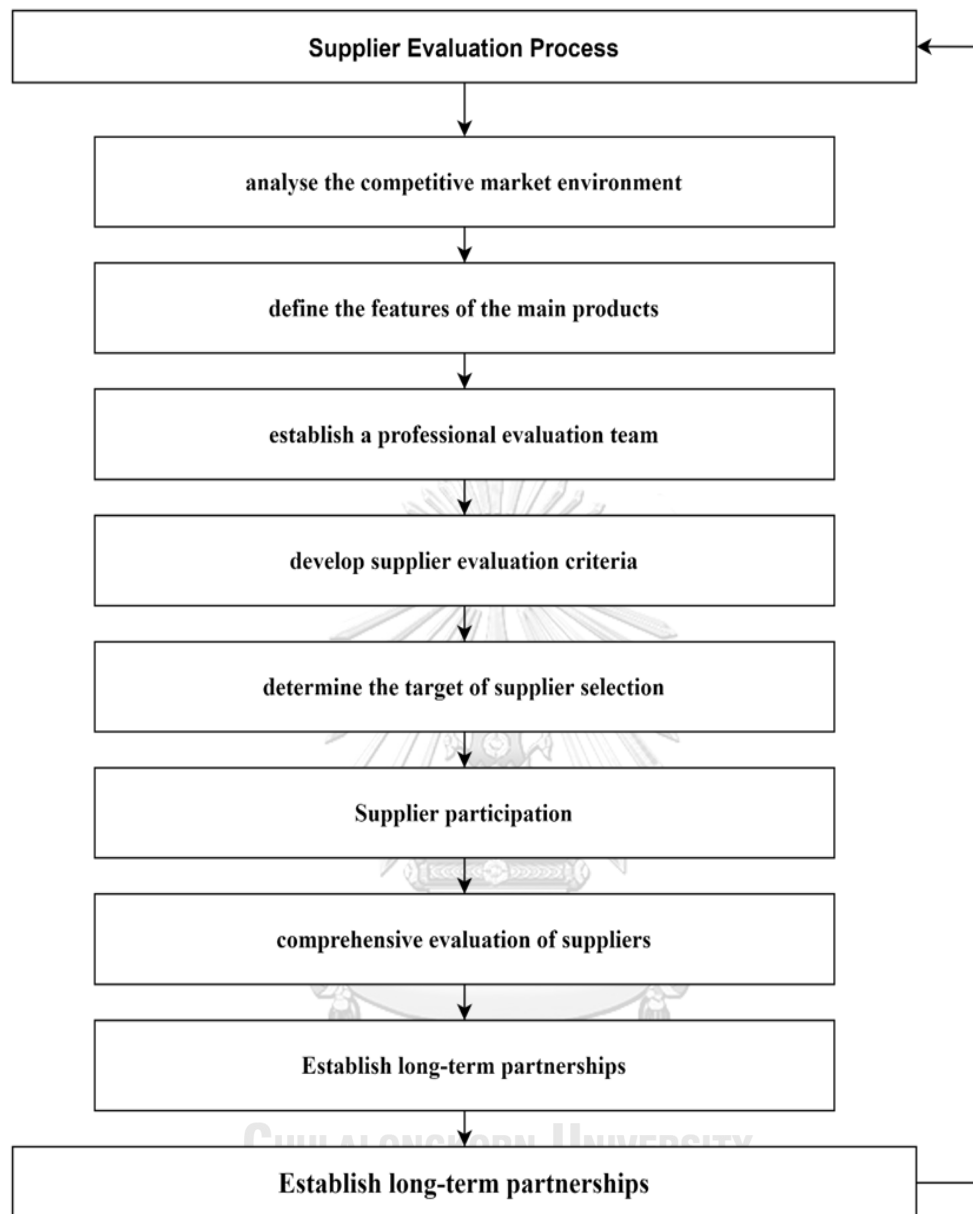 Supplier Evaluation Process
analyse the competitive market environment
define the features of the main products
establish a professional evaluation team
develop supplier evaluation criteria
determine the target of supplier selection
Supplier participation
comprehensive evaluation of suppliers
Establish long-term partnerships
CHULALONGKORN UNIVERSITY
Establish long-term partnerships